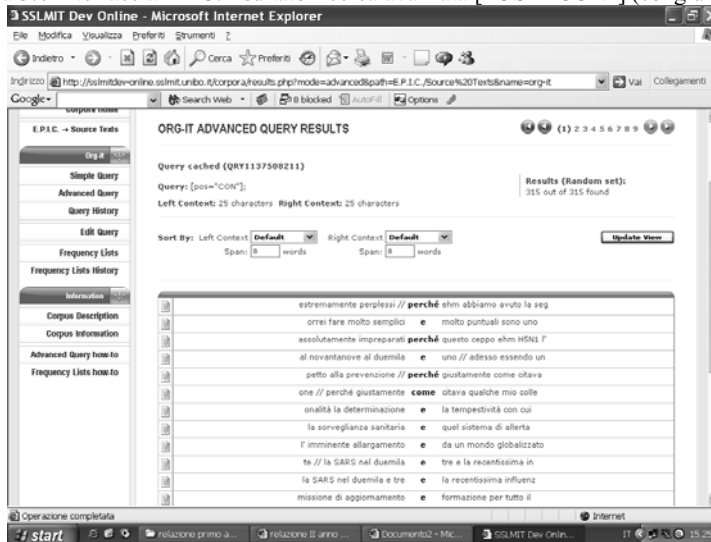 SSLMIT Dev Online - Microsoft Internet Explorer
File Modifica Visualizza Preferiti Strumenti ?
Indietro Cerca Preferiti
Indirizzo http://sslmitdev-online.sslmit.unibo.it/corpora/results.php?mode=advanced&path=E.P.I.C./Source%20Texts&name=org-it Vai Collegamenti
Google Search Web 8 blocked AutoFill Options
Corpora home
E.P.I.C. → Source Texts
Org-it
Simple Query
Advanced Query
Query History
Edit Query
Frequency Lists
Frequency Lists History
Information
Corpus Description
Corpus Information
Advanced Query how-to
Frequency Lists how-to
ORG-IT ADVANCED QUERY RESULTS
(1) 2 3 4 5 6 7 8 9
Query cached (QRY1137508211)
Query: [pos="CON"];
Left Context: 25 characters Right Context: 25 characters
Results (Random set):
315 out of 315 found
Sort By: Left Context Default Right Context Default Update View
Span: 8 words Span: 8 words
estremamente perplessi // perché ehm abbiamo avuto la seg
orrei fare molto semplici e molto puntuali sono uno
assolutamente impreparati perché questo ceppo ehm H5N1 l'
al novantanove al duemila e uno // adesso essendo un
petto alla prevenzione // perché giustamente come citava
one // perché giustamente come citava qualche mio colle
onalità la determinazione e la tempestività con cui
la sorveglianza sanitaria e quel sistema di allerta
l' imminente allargamento e da un mondo globalizzato
te // la SARS nel duemila e tre e la recentissima in
la SARS nel duemila e tre e la recentissima influenz
missione di aggiornamento e formazione per tutto il
Operazione completata Internet
start relazione primo a... relazione II anno ... Documento2 - Mic... SSLMIT Dev Onlin... IT 15.25